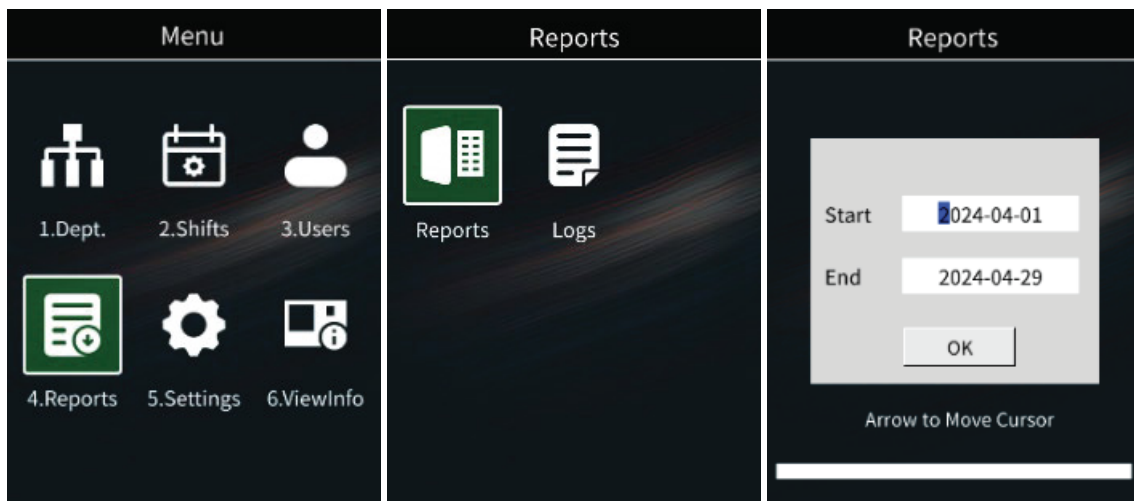 Menu
1.Dept.
2.Shifts
3.Users
4.Reports
5.Settings
6.ViewInfo
Reports
Reports
Logs
Reports
Start
2024-04-01
End
2024-04-29
OK
Arrow to Move Cursor